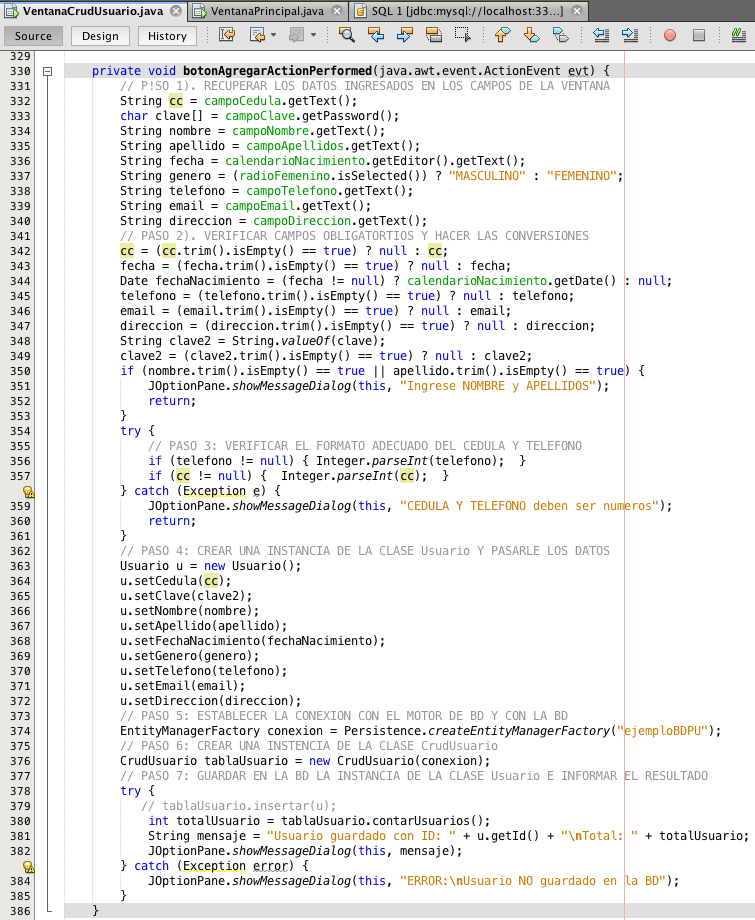 VentanaCrudUsuario.java VentanaPrincipal.java SQL 1 [jdbc:mysql://localhost:33...]
Source Design History
329
330 private void botonAgregarActionPerformed(java.awt.event.ActionEvent evt) {
331 // P!SO 1). RECUPERAR LOS DATOS INGRESADOS EN LOS CAMPOS DE LA VENTANA
332 String cc = campoCedula.getText();
333 char clave[] = campoClave.getPassword();
334 String nombre = campoNombre.getText();
335 String apellido = campoApellidos.getText();
336 String fecha = calendarioNacimiento.getEditor().getText();
337 String genero = (radioFemenino.isSelected()) ? "MASCULINO" : "FEMENINO";
338 String telefono = campoTelefono.getText();
339 String email = campoEmail.getText();
340 String direccion = campoDireccion.getText();
341 // PASO 2). VERIFICAR CAMPOS OBLIGATORTIOS Y HACER LAS CONVERSIONES
342 cc = (cc.trim().isEmpty() == true) ? null : cc;
343 fecha = (fecha.trim().isEmpty() == true) ? null : fecha;
344 Date fechaNacimiento = (fecha != null) ? calendarioNacimiento.getDate() : null;
345 telefono = (telefono.trim().isEmpty() == true) ? null : telefono;
346 email = (email.trim().isEmpty() == true) ? null : email;
347 direccion = (direccion.trim().isEmpty() == true) ? null : direccion;
348 String clave2 = String.valueOf(clave);
349 clave2 = (clave2.trim().isEmpty() == true) ? null : clave2;
350 if (nombre.trim().isEmpty() == true || apellido.trim().isEmpty() == true) {
351 JOptionPane.showMessageDialog(this, "Ingrese NOMBRE y APELLIDOS");
352 return;
353 }
354 try {
355 // PASO 3: VERIFICAR EL FORMATO ADECUADO DEL CEDULA Y TELEFONO
356 if (telefono != null) { Integer.parseInt(telefono); }
357 if (cc != null) { Integer.parseInt(cc); }
} catch (Exception e) {
359 JOptionPane.showMessageDialog(this, "CEDULA Y TELEFONO deben ser numeros");
360 return;
361 }
362 // PASO 4: CREAR UNA INSTANCIA DE LA CLASE Usuario Y PASARLE LOS DATOS
363 Usuario u = new Usuario();
364 u.setCedula(cc);
365 u.setClave(clave2);
366 u.setNombre(nombre);
367 u.setApellido(apellido);
368 u.setFechaNacimiento(fechaNacimiento);
369 u.setGenero(genero);
370 u.setTelefono(telefono);
371 u.setEmail(email);
372 u.setDireccion(direccion);
373 // PASO 5: ESTABLECER LA CONEXION CON EL MOTOR DE BD Y CON LA BD
374 EntityManagerFactory conexion = Persistence.createEntityManagerFactory("ejemploBDPU");
375 // PASO 6: CREAR UNA INSTENCIA DE LA CLASE CrudUsuario
376 CrudUsuario tablaUsuario = new CrudUsuario(conexion);
377 // PASO 7: GUARDAR EN LA BD LA INSTANCIA DE LA CLASE Usuario E INFORMAR EL RESULTADO
378 try {
379 // tablaUsuario.insertar(u);
380 int totalUsuario = tablaUsuario.contarUsuarios();
381 String mensaje = "Usuario guardado con ID: " + u.getId() + "\nTotal: " + totalUsuario;
382 JOptionPane.showMessageDialog(this, mensaje);
} catch (Exception error) {
384 JOptionPane.showMessageDialog(this, "ERROR:\nUsuario NO guardado en la BD");
385 }
386 }